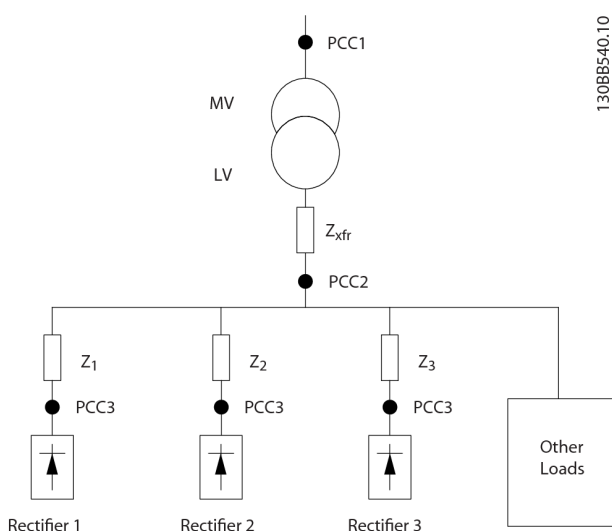 PCC1
130BB540.10
MV
LV
Zxfr
PCC2
Z1
Z2
Z3
PCC3
PCC3
PCC3
Other
Loads
Rectifier 1
Rectifier 2
Rectifier 3